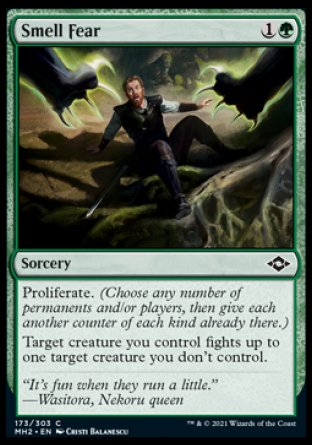 Smell Fear 1
Sorcery
Proliferate. (Choose any number of
permanents and/or players, then give each
another counter of each kind already there.)
Target creature you control fights up to
one target creature you don't control.
"It's fun when they run a little."
—Wasitora, Nekoru queen
173/303 C
MH2 • EN Cristi Balanescu
™ & © 2021 Wizards of the Coast